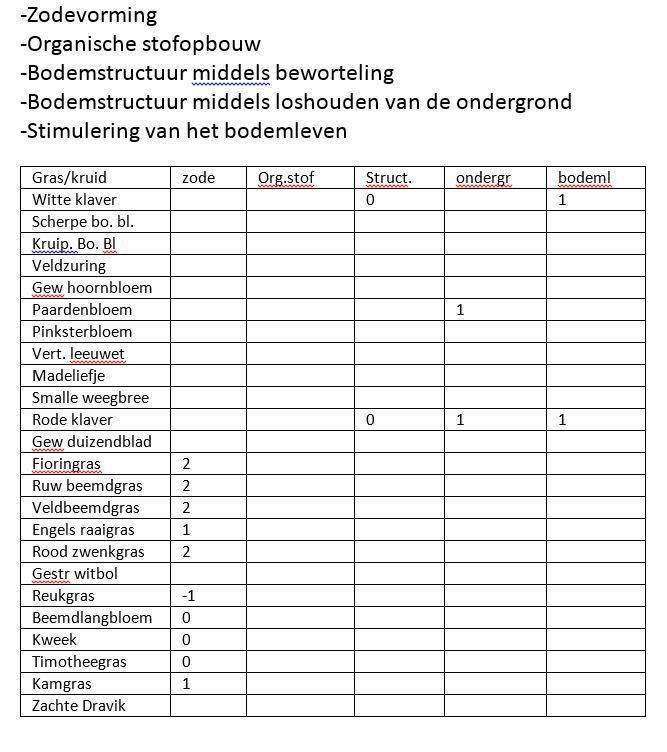 -Zodevorming
-Organische stofopbouw
-Bodemstructuur middels beworteling
-Bodemstructuur middels loshouden van de ondergrond
-Stimulering van het bodemleven
Gras/kruid zode Org.stof Struct. ondergr bodeml
Witte klaver 0 1
Scherpe bo. bl.
Kruip. Bo. Bl
Veldzuring
Gew hoornbloem
Paardenbloem 1
Pinksterbloem
Vert. leeuwet
Madeliefje
Smalle weegbree
Rode klaver 0 1 1
Gew duizendblad
Fioringras 2
Ruw beemdgras 2
Veldbeemdgras 2
Engels raaigras 1
Rood zwenkgras 2
Gestr witbol
Reukgras -1
Beemdlangbloem 0
Kweek 0
Timotheegras 0
Kamgras 1
Zachte Dravik